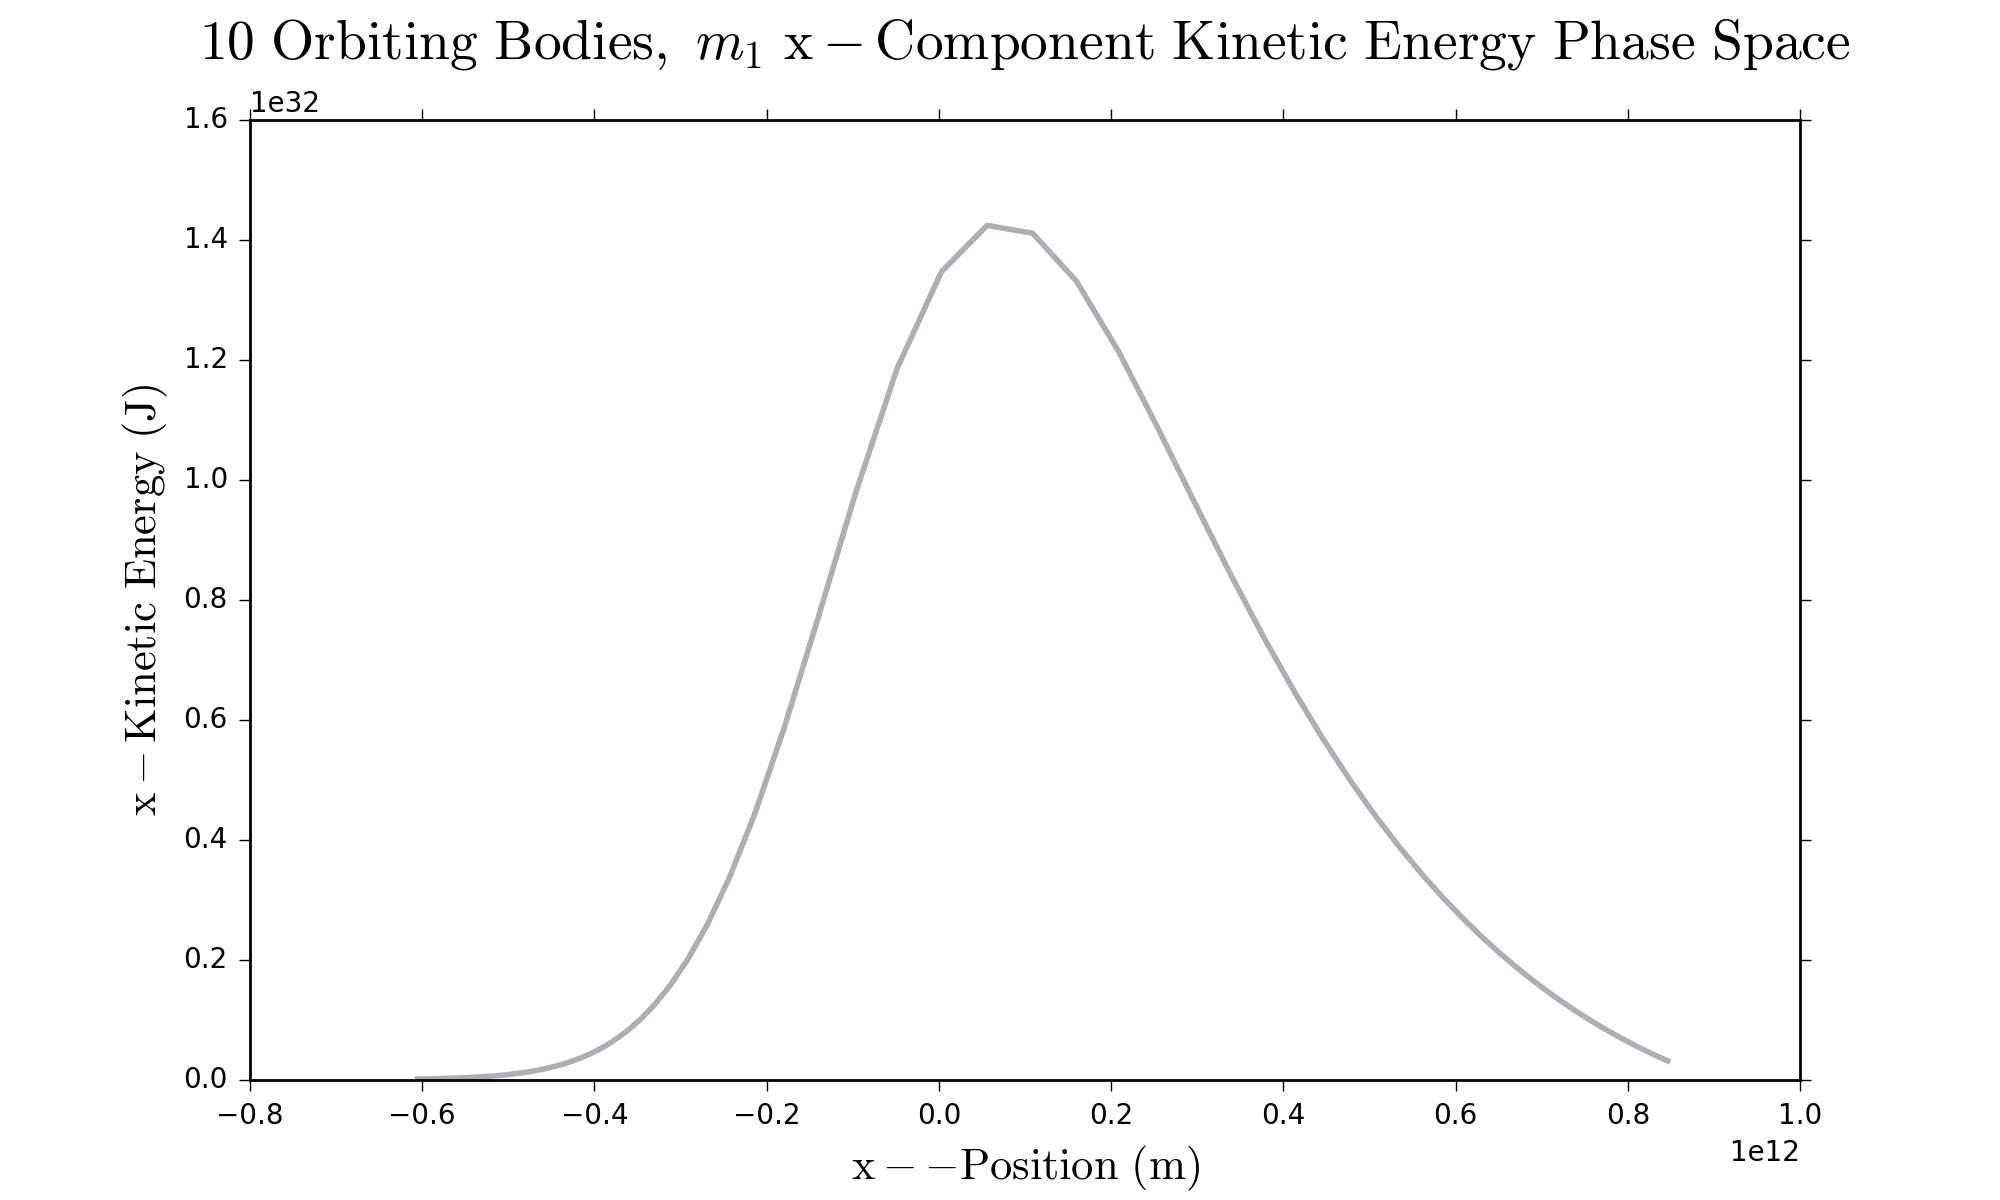 10 Orbiting Bodies, m₁ x−Component Kinetic Energy Phase Space
1e32
1.6
1.4
1.2
1.0
0.8
0.6
0.4
0.2
0.0
x−Kinetic Energy (J)
−0.8 −0.6 −0.4 −0.2 0.0 0.2 0.4 0.6 0.8 1.0
1e12
x−−Position (m)